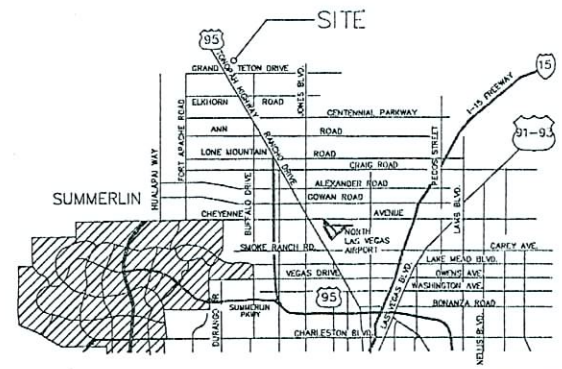 SITE
95
GRAND TETON DRIVE
TONOPAH HIGHWAY
JONES BLVD.
15
I-15 FREEWAY
ELKHORN ROAD
CENTENNIAL PARKWAY
91-93
FORT APACHE ROAD
ANN ROAD
RANCHO DRIVE
PECOS STREET
HUALAPAI WAY
LONE MOUNTAIN ROAD
CRAIG ROAD
ALEXANDER ROAD
BUFFALO DRIVE
GOWAN ROAD
LAMB BLVD.
SUMMERLIN
CHEYENNE AVENUE
NORTH
LAS VEGAS
AIRPORT
SMOKE RANCH RD.
CAREY AVE.
LAKE MEAD BLVD.
VEGAS DRIVE
OWENS AVE.
WASHINGTON AVE.
95
LAS VEGAS BLVD.
BONANZA ROAD
DURANGO DR
SUMMERLIN
PKWY
CHARLESTON BLVD.
NELLIS BLVD.